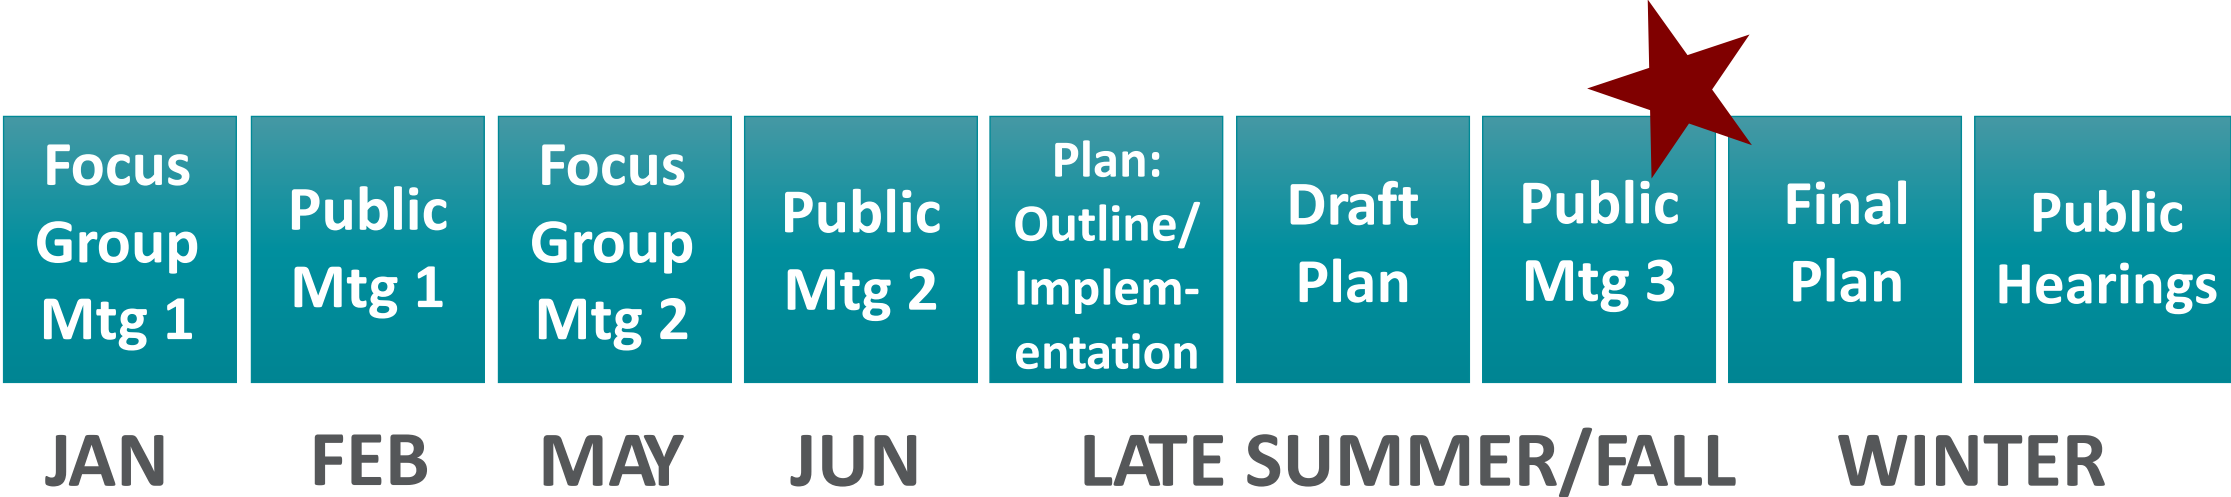 Focus
Group
Mtg 1
Public
Mtg 1
Focus
Group
Mtg 2
Public
Mtg 2
Plan:
Outline/
Implem-
entation
Draft
Plan
Public
Mtg 3
Final
Plan
Public
Hearings
JAN
FEB
MAY
JUN
LATE SUMMER/FALL
WINTER